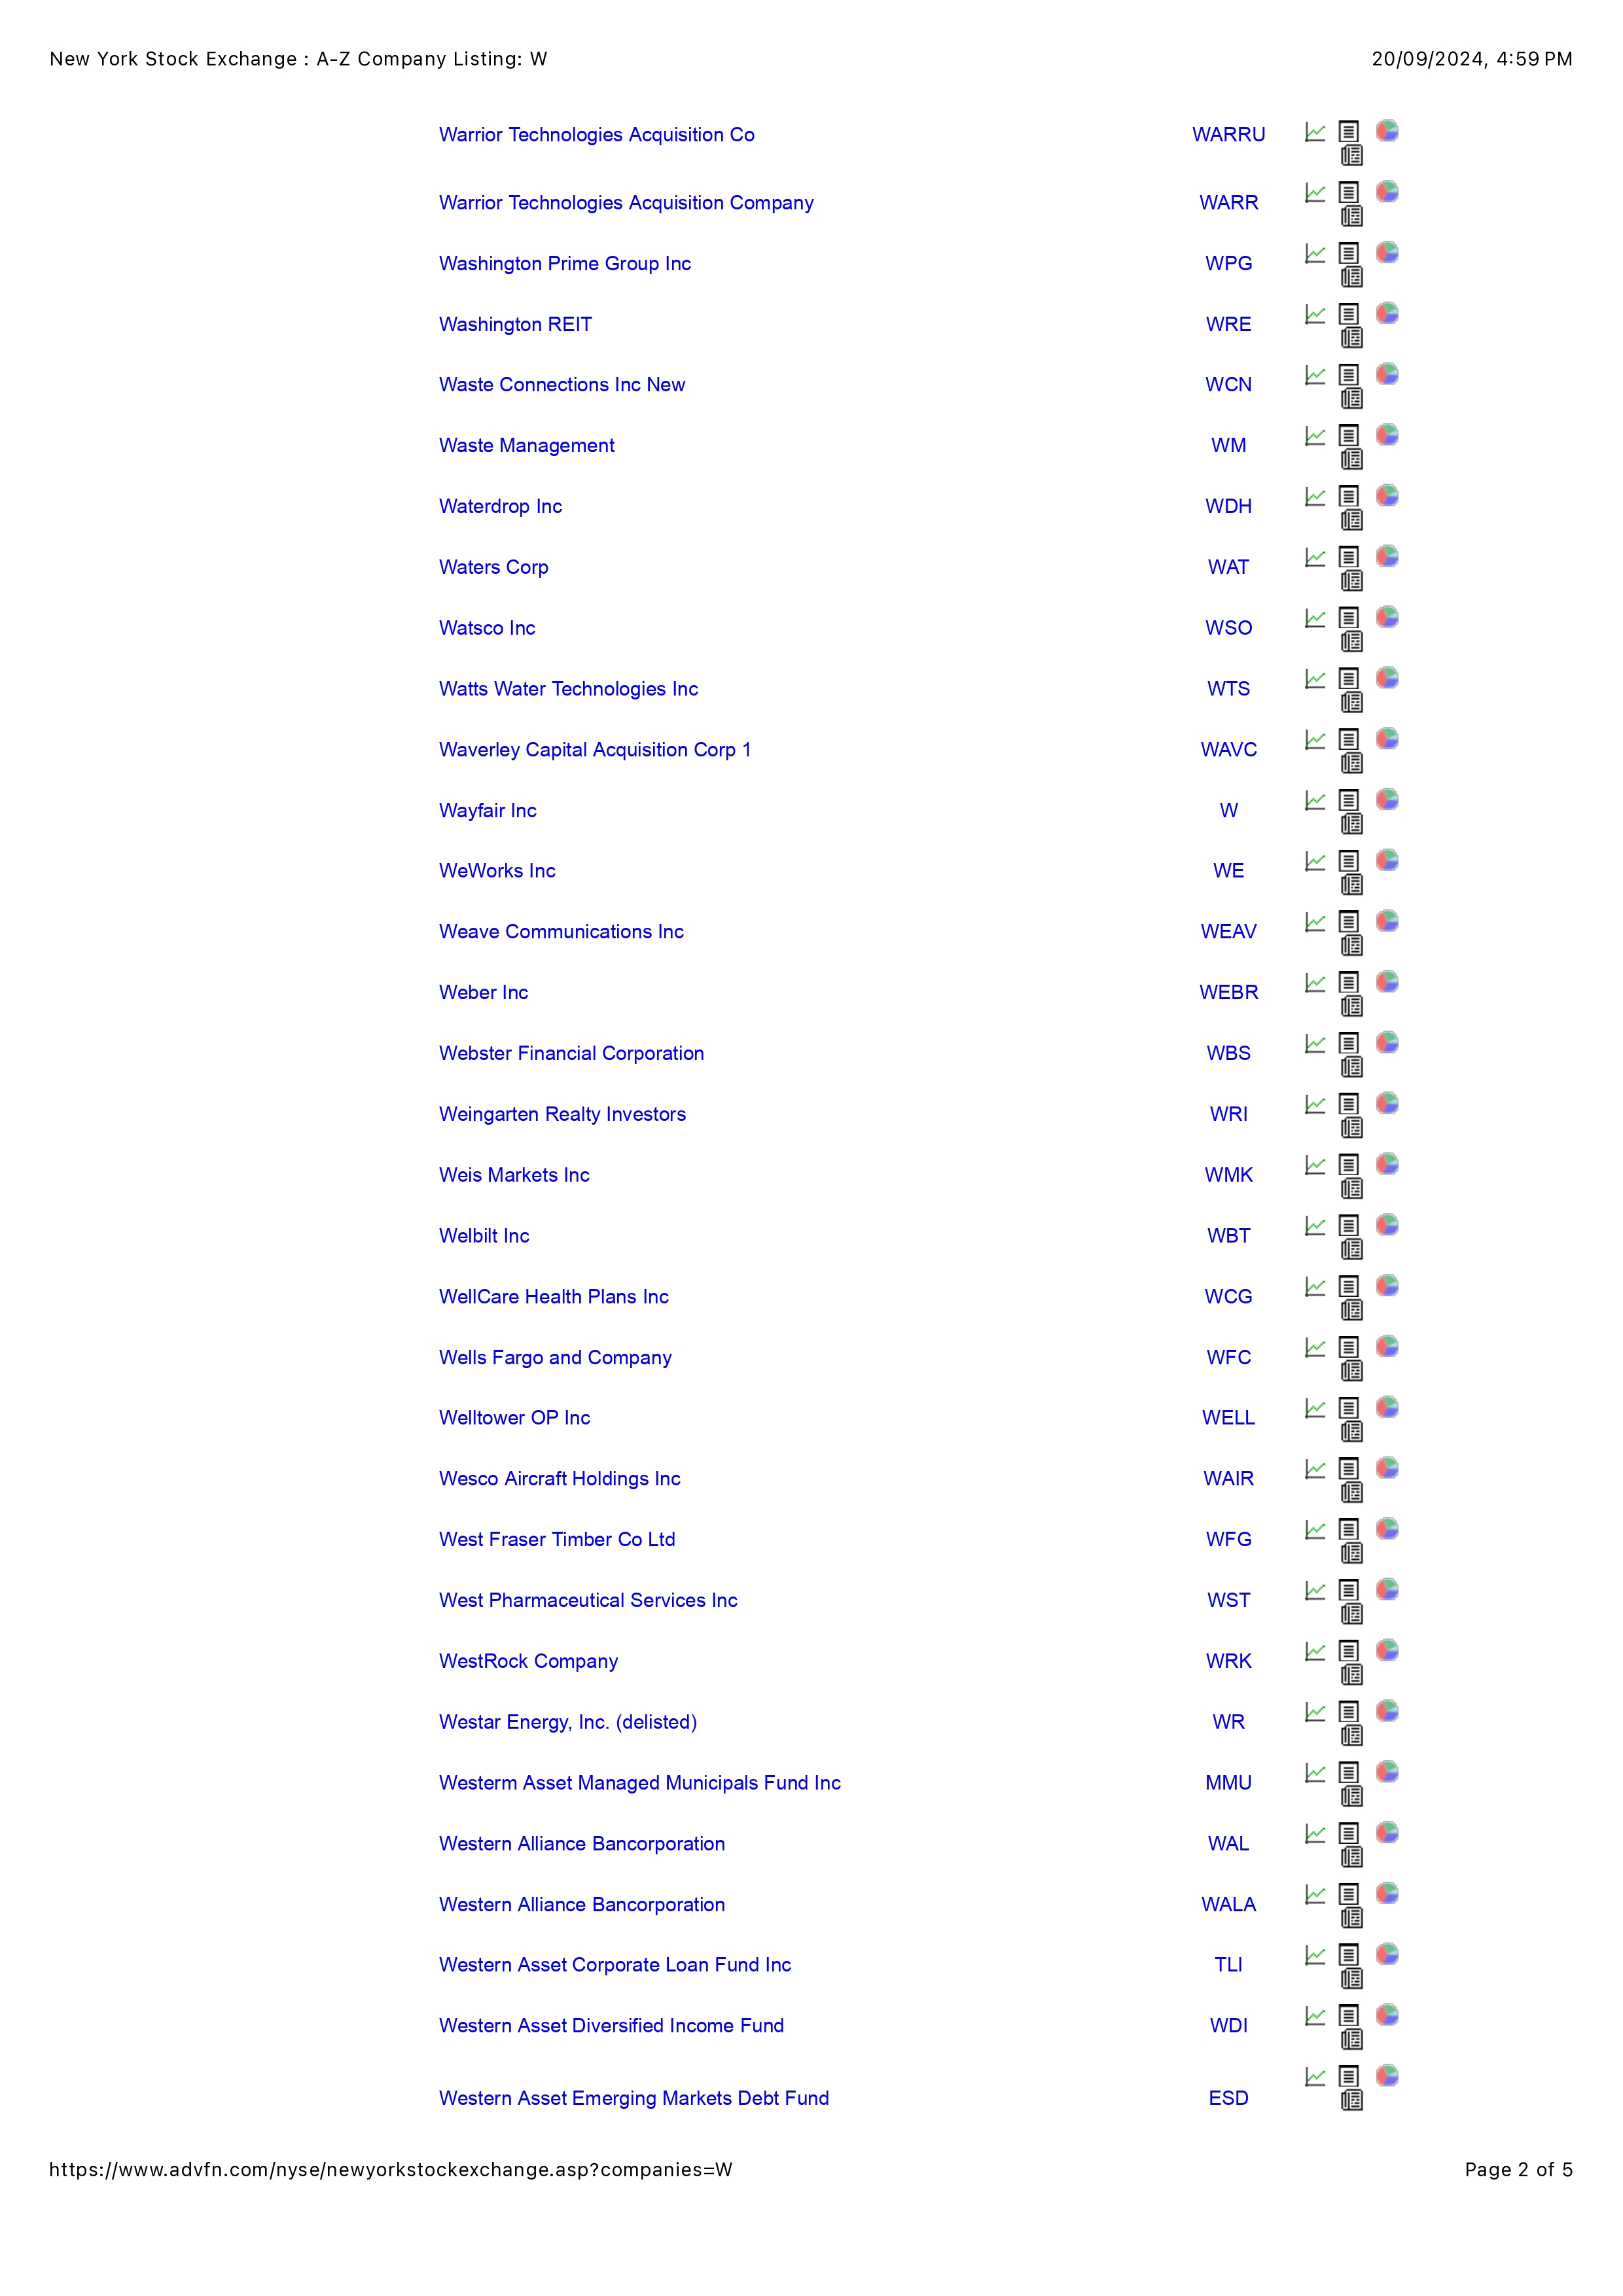 New York Stock Exchange : A-Z Company Listing: W 20/09/2024, 4:59 PM
Warrior Technologies Acquisition Co WARRU
Warrior Technologies Acquisition Company WARR
Washington Prime Group Inc WPG
Washington REIT WRE
Waste Connections Inc New WCN
Waste Management WM
Waterdrop Inc WDH
Waters Corp WAT
Watsco Inc WSO
Watts Water Technologies Inc WTS
Waverley Capital Acquisition Corp 1 WAVC
Wayfair Inc W
WeWorks Inc WE
Weave Communications Inc WEAV
Weber Inc WEBR
Webster Financial Corporation WBS
Weingarten Realty Investors WRI
Weis Markets Inc WMK
Welbilt Inc WBT
WellCare Health Plans Inc WCG
Wells Fargo and Company WFC
Welltower OP Inc WELL
Wesco Aircraft Holdings Inc WAIR
West Fraser Timber Co Ltd WFG
West Pharmaceutical Services Inc WST
WestRock Company WRK
Westar Energy, Inc. (delisted) WR
Westerm Asset Managed Municipals Fund Inc MMU
Western Alliance Bancorporation WAL
Western Alliance Bancorporation WALA
Western Asset Corporate Loan Fund Inc TLI
Western Asset Diversified Income Fund WDI
Western Asset Emerging Markets Debt Fund ESD
https://www.advfn.com/nyse/newyorkstockexchange.asp?companies=W Page 2 of 5